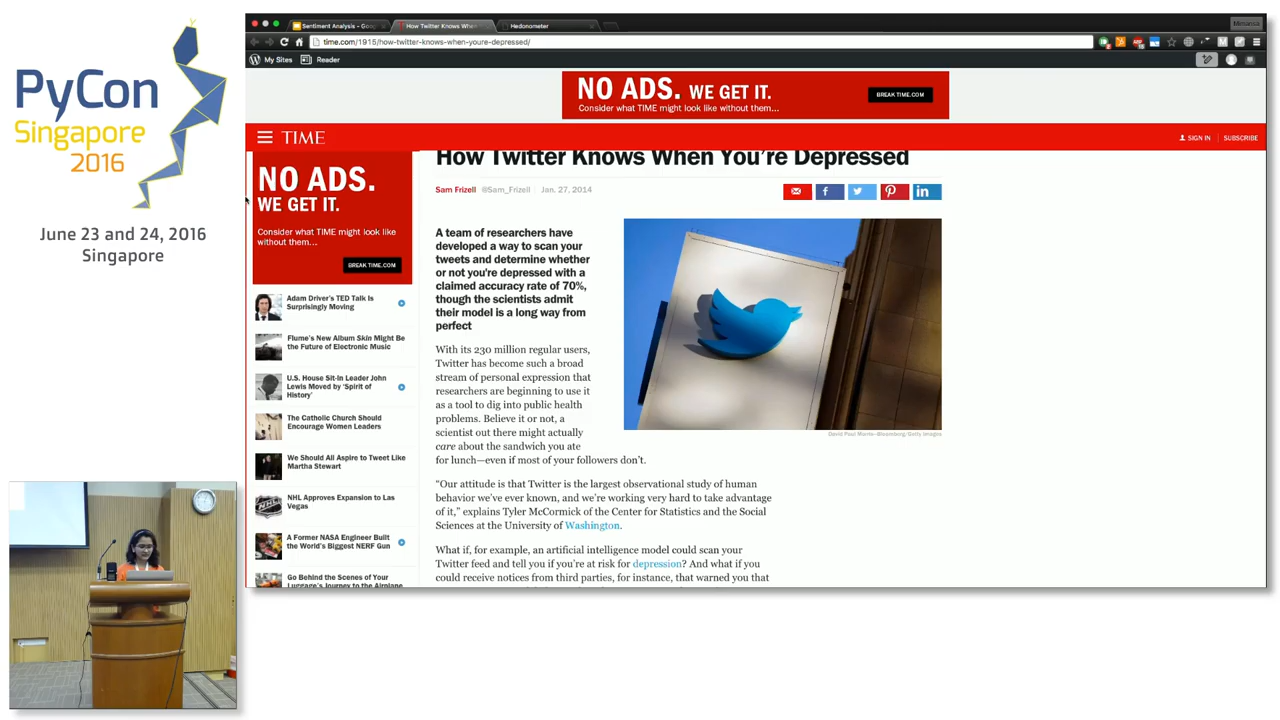 PyCon
Singapore
2016
June 23 and 24, 2016
Singapore
Sentiment Analysis - Goo
How Twitter Knows When
Hedonometer
time.com/1915/how-twitter-knows-when-youre-depressed/
My Sites
Reader
NO ADS. WE GET IT.
Consider what TIME might look like without them...
BREAK TIME.COM
TIME
SIGN IN
SUBSCRIBE
NO ADS.
WE GET IT.
Consider what TIME might look like
without them...
BREAK TIME.COM
Adam Driver's TED Talk Is
Surprisingly Moving
Flume's New Album Skin Might Be
the Future of Electronic Music
U.S. House Sit-In Leader John
Lewis Moved by 'Spirit of
History'
The Catholic Church Should
Encourage Women Leaders
We Should All Aspire to Tweet Like
Martha Stewart
NHL Approves Expansion to Las
Vegas
A Former NASA Engineer Built
the World's Biggest NERF Gun
Go Behind the Scenes of Your
Luggage's Journey to the Airplane
How Twitter Knows When You're Depressed
Sam Frizell @Sam_Frizell Jan. 27, 2014
A team of researchers have
developed a way to scan your
tweets and determine whether
or not you're depressed with a
claimed accuracy rate of 70%,
though the scientists admit
their model is a long way from
perfect
David Paul Morris—Bloomberg/Getty Images
With its 230 million regular users,
Twitter has become such a broad
stream of personal expression that
researchers are beginning to use it
as a tool to dig into public health
problems. Believe it or not, a
scientist out there might actually
care about the sandwich you ate
for lunch—even if most of your followers don't.
"Our attitude is that Twitter is the largest observational study of human
behavior we've ever known, and we're working very hard to take advantage
of it," explains Tyler McCormick of the Center for Statistics and the Social
Sciences at the University of Washington.
What if, for example, an artificial intelligence model could scan your
Twitter feed and tell you if you're at risk for depression? And what if you
could receive notices from third parties, for instance, that warned you that